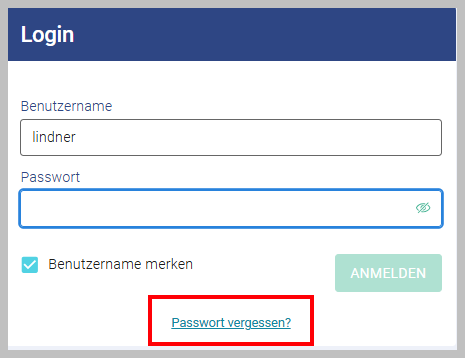 Login
Benutzername
lindner
Passwort
Benutzername merken
ANMELDEN
Passwort vergessen?